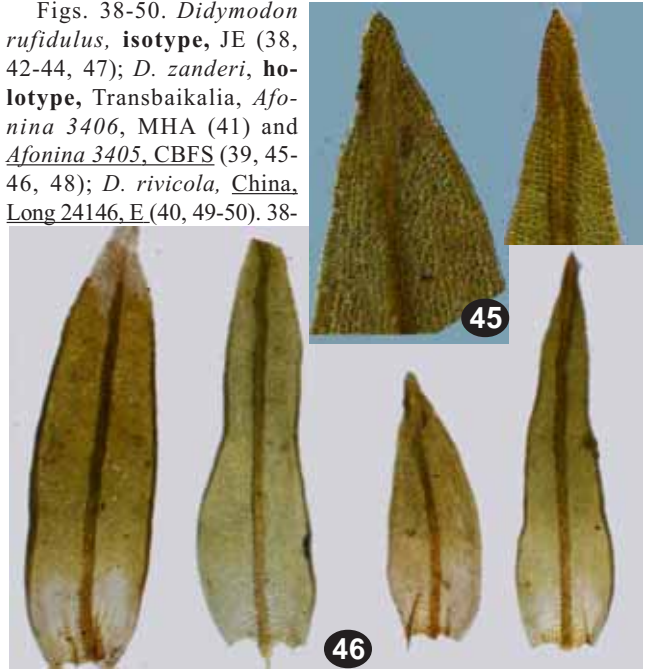 Figs. 38-50. Didymodon
rufidulus, isotype, JE (38,
42-44, 47); D. zanderi, ho-
lotype, Transbaikalia, Afo-
nina 3406, MHA (41) and
Afonina 3405, CBFS (39, 45-
46, 48); D. rivicola, China,
Long 24146, E (40, 49-50). 38-
45
46